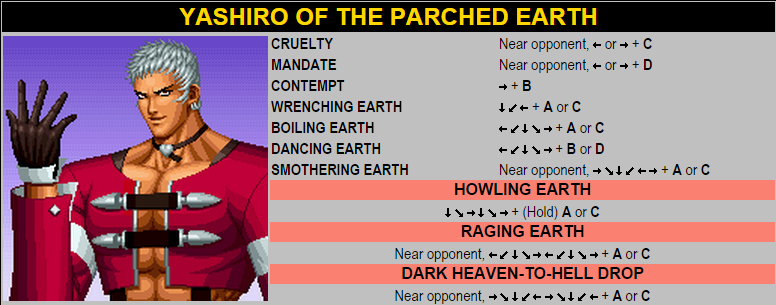 YASHIRO OF THE PARCHED EARTH
CRUELTY Near opponent, ← or → + C
MANDATE Near opponent, ← or → + D
CONTEMPT → + B
WRENCHING EARTH ↓↙← + A or C
BOILING EARTH ←↙↓↘→ + A or C
DANCING EARTH ←↙↓↘→ + B or D
SMOTHERING EARTH Near opponent, →↘↓↙←→ + A or C
HOWLING EARTH
↓↘→↓↘→ + (Hold) A or C
RAGING EARTH
Near opponent, ←↙↓↘→←↙↓↘→ + A or C
DARK HEAVEN-TO-HELL DROP
Near opponent, →↘↓↙←→↘↓↙← + A or C